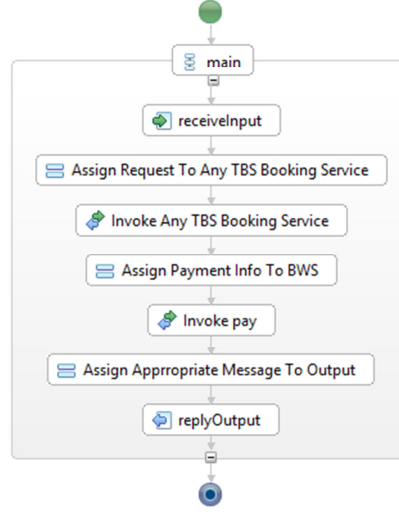 main
receiveInput
Assign Request To Any TBS Booking Service
Invoke Any TBS Booking Service
Assign Payment Info To BWS
Invoke pay
Assign Apprropriate Message To Output
replyOutput